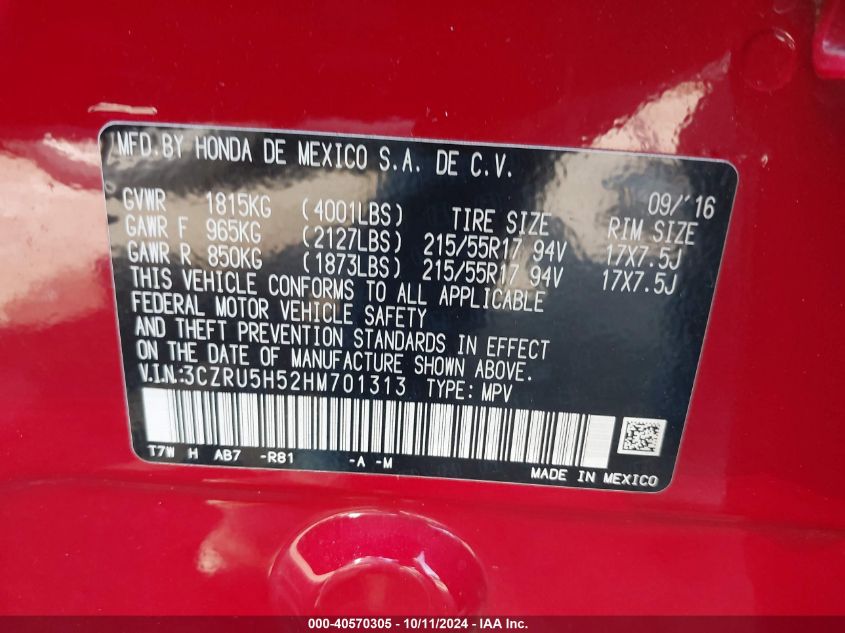 MFD.BY HONDA DE MEXICO S.A. DE C.V.
GVWR 1815KG (4001LBS) TIRE SIZE 09/'16 RIM SIZE
GAWR F 965KG (2127LBS) 215/55R17 94V 17X7.5J
GAWR R 850KG (1873LBS) 215/55R17 94V 17X7.5J
THIS VEHICLE CONFORMS TO ALL APPLICABLE
FEDERAL MOTOR VEHICLE SAFETY
AND THEFT PREVENTION STANDARDS IN EFFECT
ON THE DATE OF MANUFACTURE SHOWN ABOVE.
V.I.N.:3CZRU5H52HM701313 TYPE: MPV
T7W H AB7 -R81 -A -M
MADE IN MEXICO
000-40570305 - 10/11/2024 - IAA Inc.